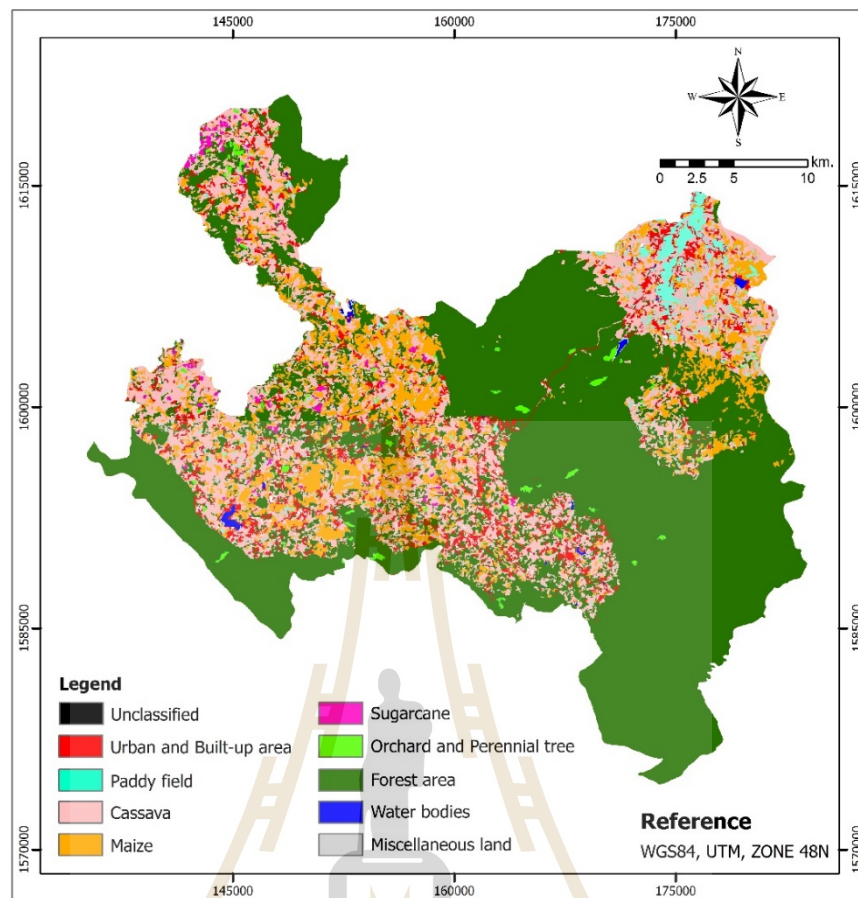 145000 160000 175000
N
W E
S
km.
0 2.5 5 10
1615000 1615000
1600000 1600000
1585000 1585000
Legend
Unclassified
Urban and Built-up area
Paddy field
Cassava
Maize
Sugarcane
Orchard and Perennial tree
Forest area
Water bodies
Miscellaneous land
Reference
WGS84, UTM, ZONE 48N
1570000 1570000
145000 160000 175000